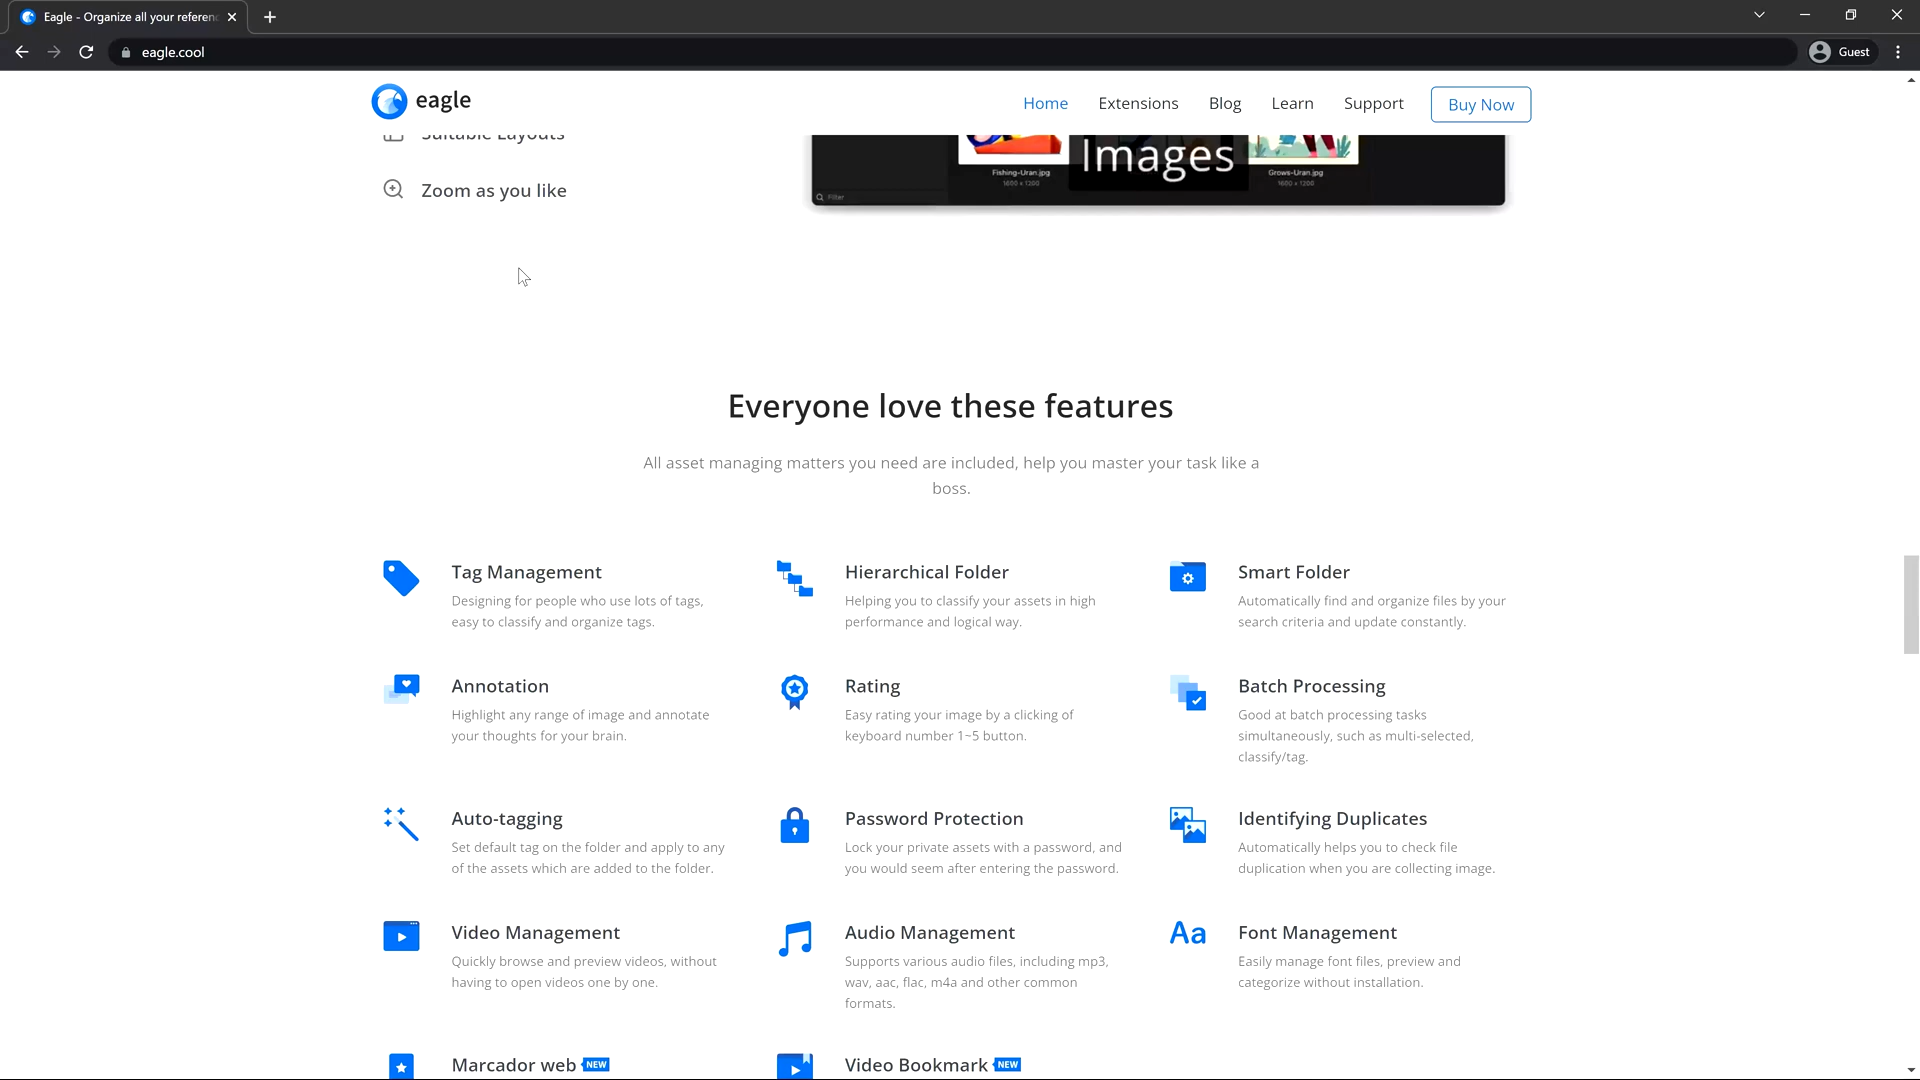 Eagle - Organize all your referen
eagle.cool
Guest
eagle
Home
Extensions
Blog
Learn
Support
Buy Now
Suitable Layouts
Zoom as you like
Images
Fishing-Uran.jpg
1600 x 1200
Grows-Uran.jpg
1600 x 1200
Filter
Everyone love these features
All asset managing matters you need are included, help you master your task like a
boss.
Tag Management
Designing for people who use lots of tags,
easy to classify and organize tags.
Hierarchical Folder
Helping you to classify your assets in high
performance and logical way.
Smart Folder
Automatically find and organize files by your
search criteria and update constantly.
Annotation
Highlight any range of image and annotate
your thoughts for your brain.
Rating
Easy rating your image by a clicking of
keyboard number 1~5 button.
Batch Processing
Good at batch processing tasks
simultaneously, such as multi-selected,
classify/tag.
Auto-tagging
Set default tag on the folder and apply to any
of the assets which are added to the folder.
Password Protection
Lock your private assets with a password, and
you would seem after entering the password.
Identifying Duplicates
Automatically helps you to check file
duplication when you are collecting image.
Video Management
Quickly browse and preview videos, without
having to open videos one by one.
Audio Management
Supports various audio files, including mp3,
wav, aac, flac, m4a and other common
formats.
Aa
Font Management
Easily manage font files, preview and
categorize without installation.
Marcador web NEW
Video Bookmark NEW